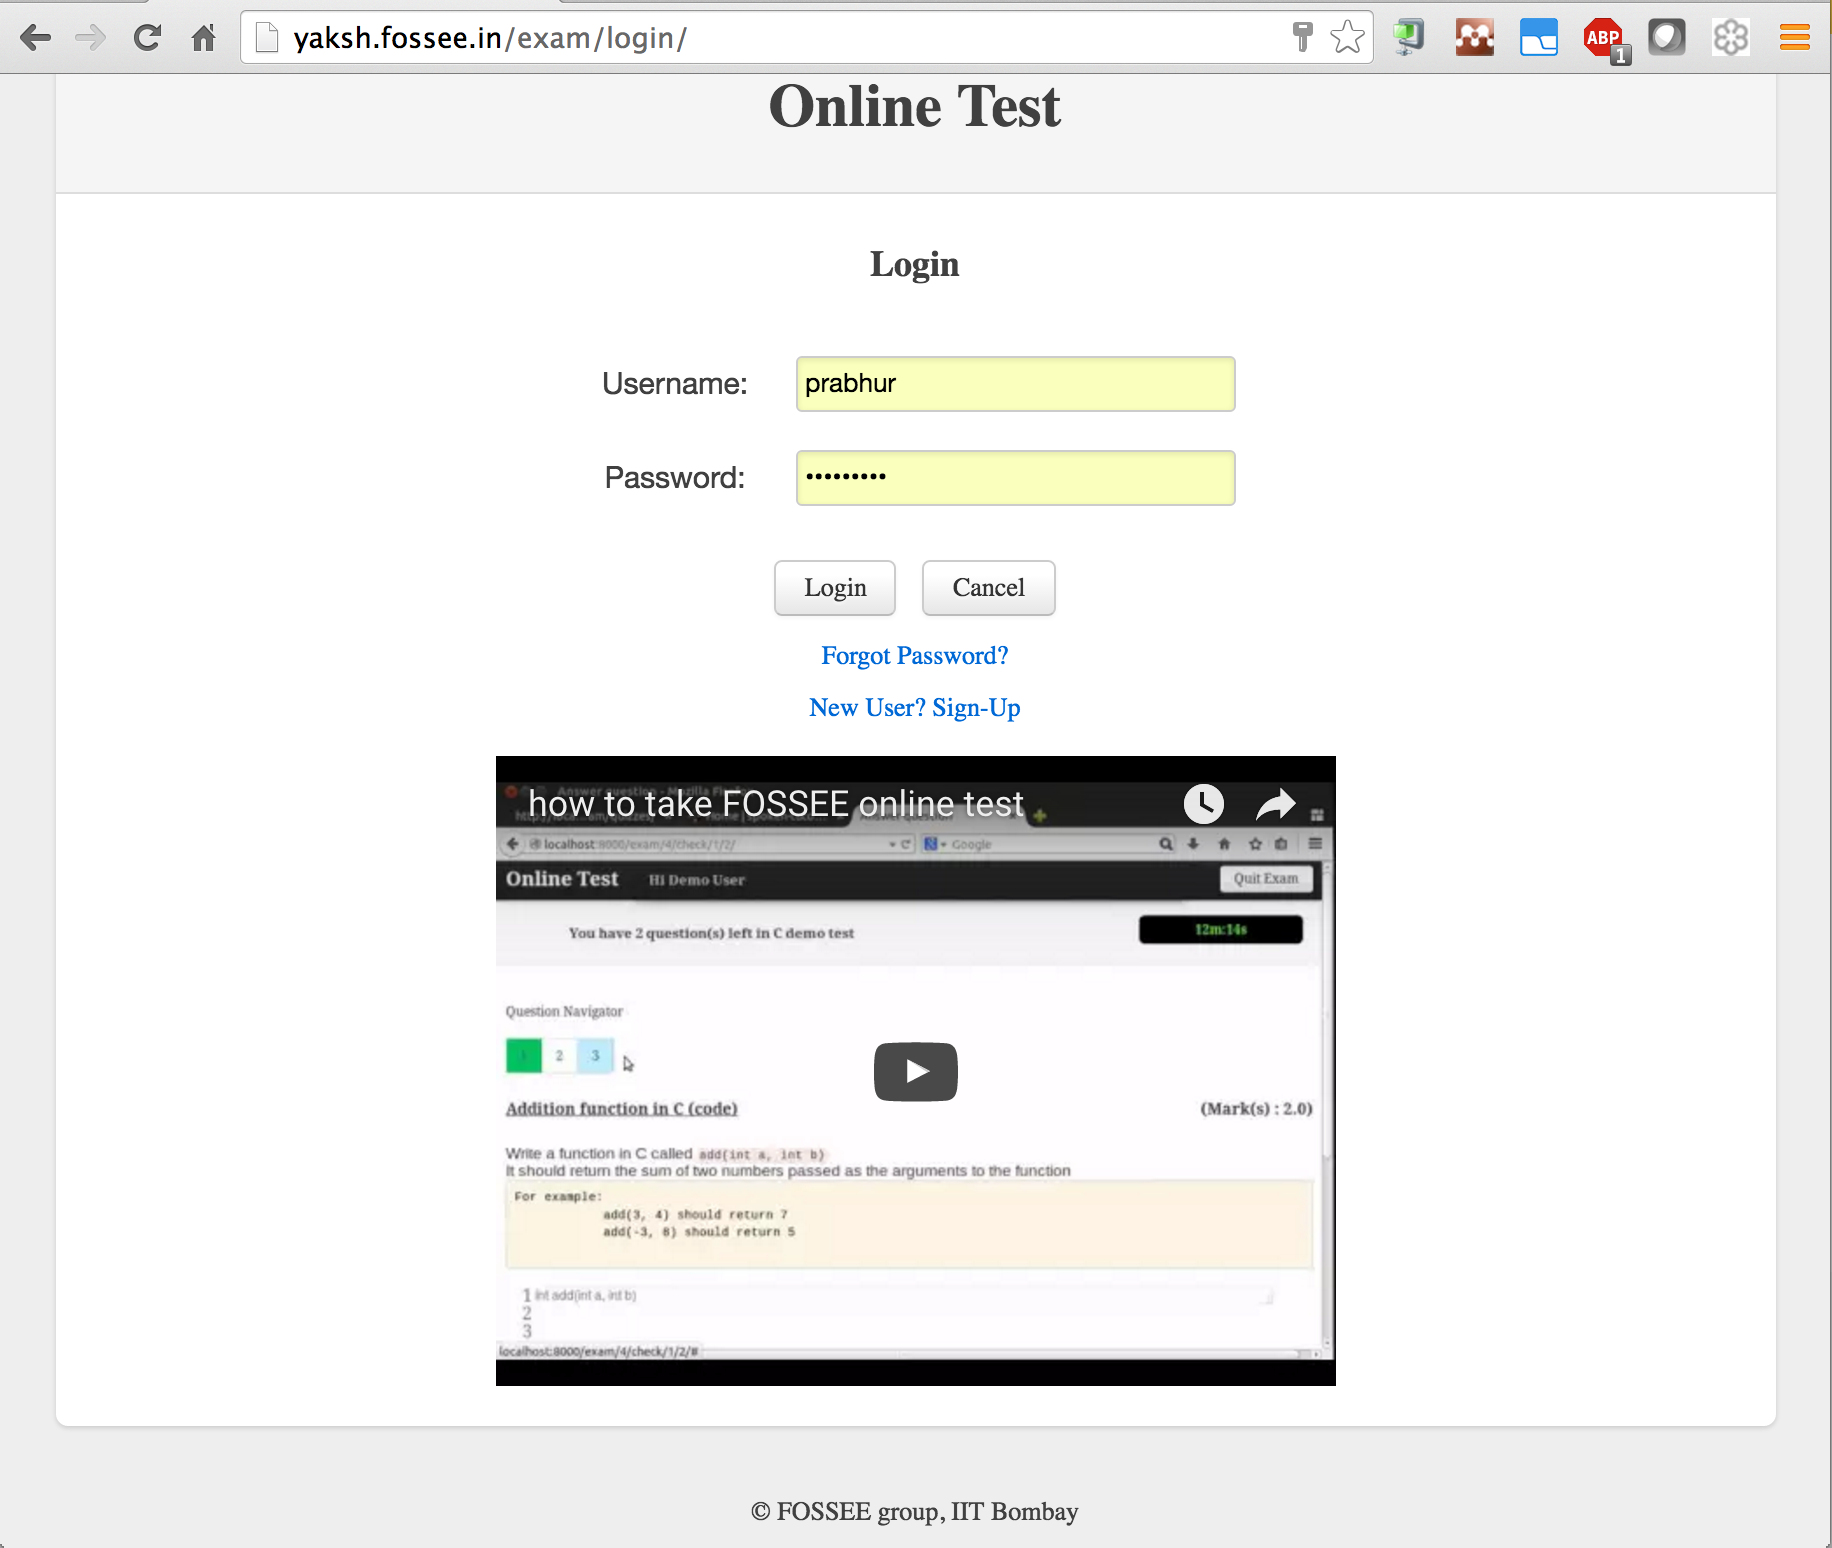 yaksh.fossee.in/exam/login/
ABP
1
Online Test
Login
Username:
prabhur
Password:
•••••••••
Login
Cancel
Forgot Password?
New User? Sign-Up
Answer question - Mozilla
how to take FOSSEE online test
localhost:8000/exam/4/check/1/2/
Google
Online Test
Hi Demo User
Quit Exam
You have 2 question(s) left in C demo test
12m:14s
Question Navigator
1 2 3
Addition function in C (code)
(Mark(s) : 2.0)
Write a function in C called add(int a, int b)
It should return the sum of two numbers passed as the arguments to the function
For example:
add(3, 4) should return 7
add(-3, 8) should return 5
1 int add(int a, int b)
2
3
localhost:8000/exam/4/check/1/2/#
© FOSSEE group, IIT Bombay